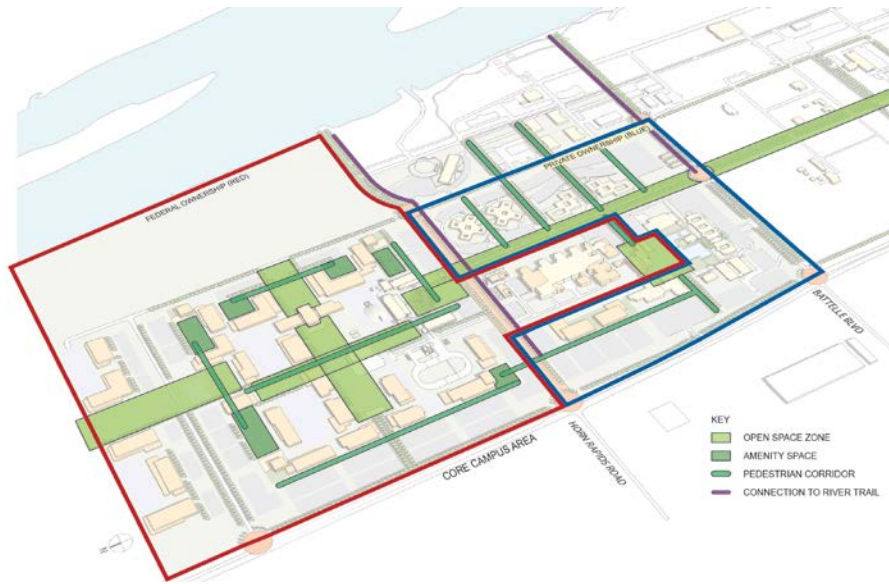 FEDERAL OWNERSHIP (RED)
PRIVATE OWNERSHIP (BLUE)
BATTELLE BLVD
HORN RAPIDS ROAD
CORE CAMPUS AREA
KEY
OPEN SPACE ZONE
AMENITY SPACE
PEDESTRIAN CORRIDOR
CONNECTION TO RIVER TRAIL